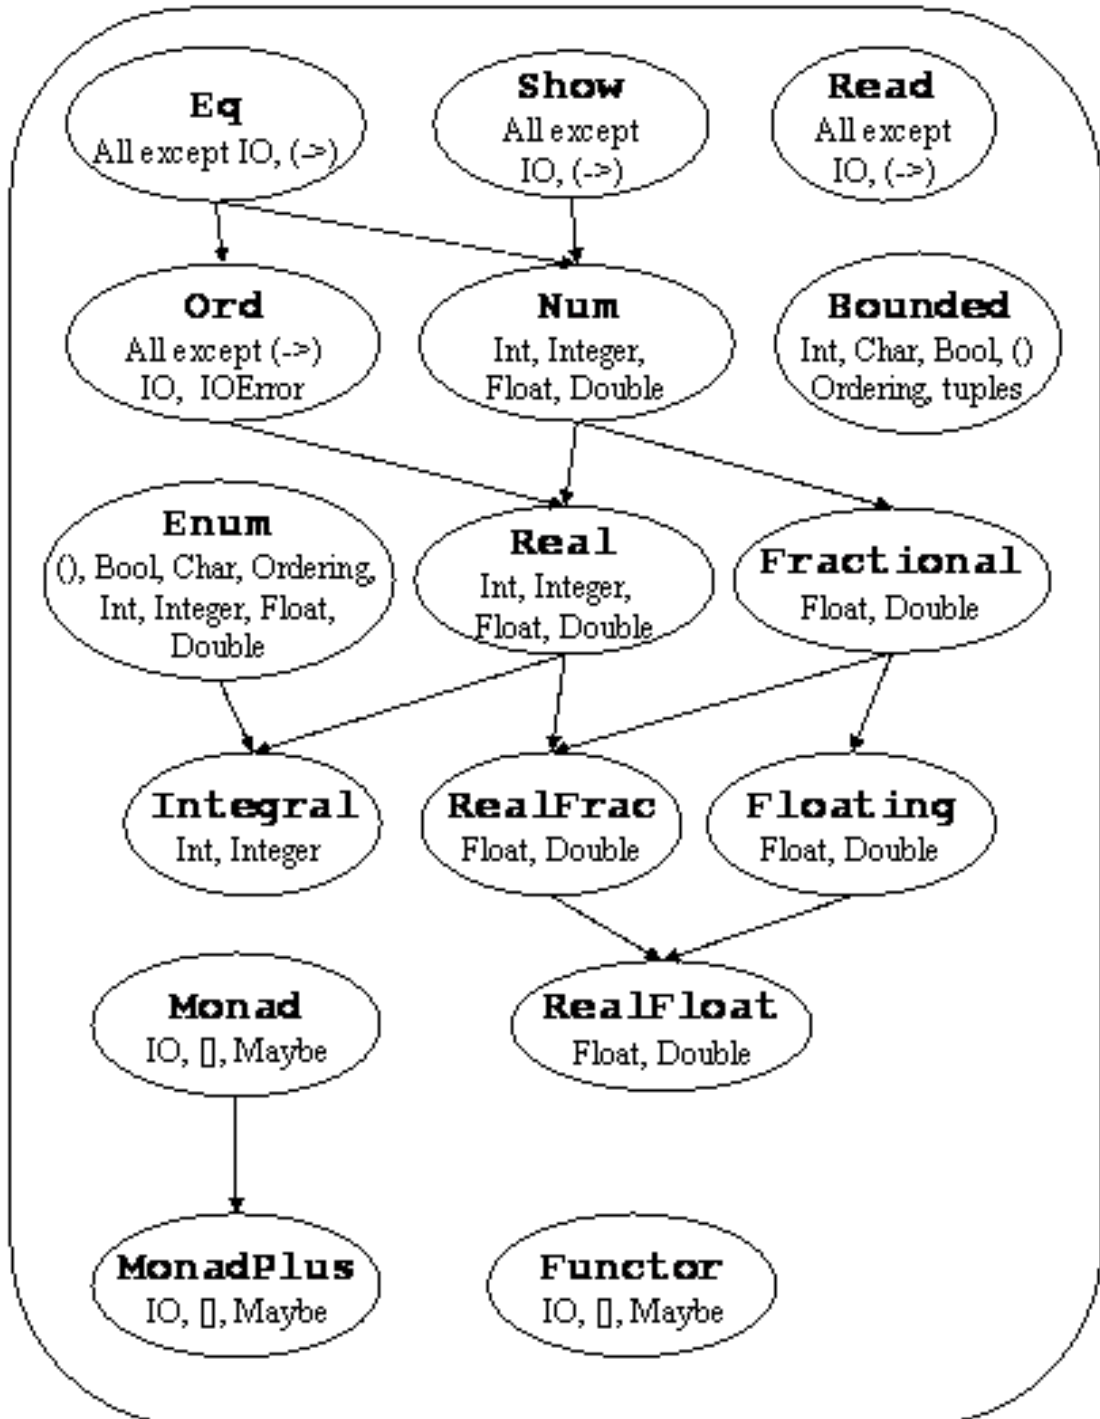 Eq
All except IO, (->)
Show
All except
IO, (->)
Read
All except
IO, (->)
Ord
All except (->)
IO, IOError
Num
Int, Integer,
Float, Double
Bounded
Int, Char, Bool, ()
Ordering, tuples
Enum
(), Bool, Char, Ordering,
Int, Integer, Float,
Double
Real
Int, Integer,
Float, Double
Fractional
Float, Double
Integral
Int, Integer
RealFrac
Float, Double
Floating
Float, Double
Monad
IO, [], Maybe
RealFloat
Float, Double
MonadPlus
IO, [], Maybe
Functor
IO, [], Maybe